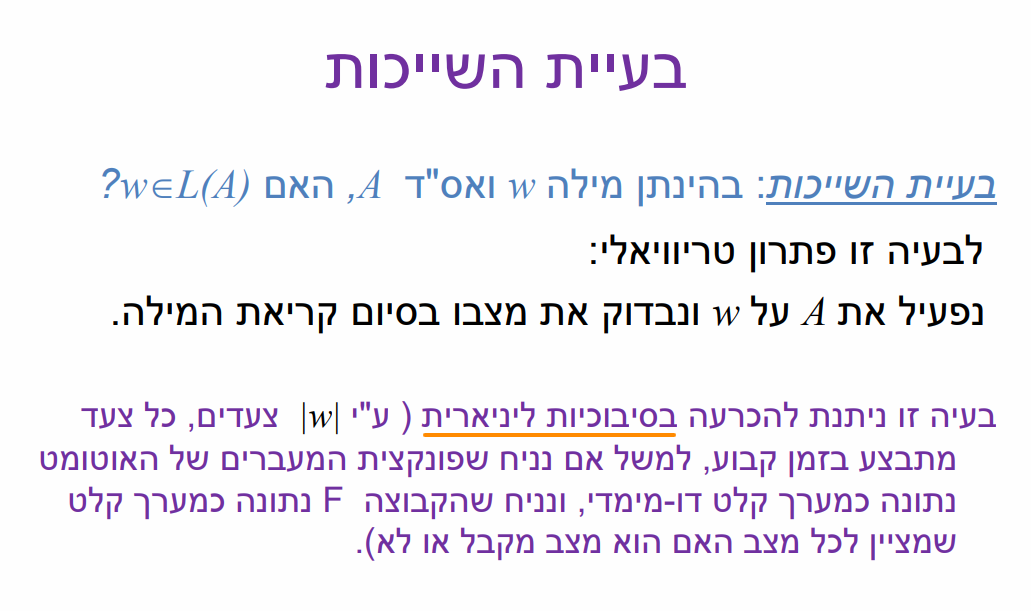 בעיית השייכות
בעיית השייכות: בהינתן מילה w ואס"ד A, האם w∈L(A)?
לבעיה זו פתרון טריוויאלי:
נפעיל את A על w ונבדוק את מצבו בסיום קריאת המילה.
בעיה זו ניתנת להכרעה בסיבוכיות ליניארית ( ע"י |w| צעדים, כל צעד
מתבצע בזמן קבוע, למשל אם נניח שפונקצית המעברים של האוטומט
נתונה כמערך קלט דו-מימדי, ונניח שהקבוצה F נתונה כמערך קלט
שמציין לכל מצב האם הוא מצב מקבל או לא).